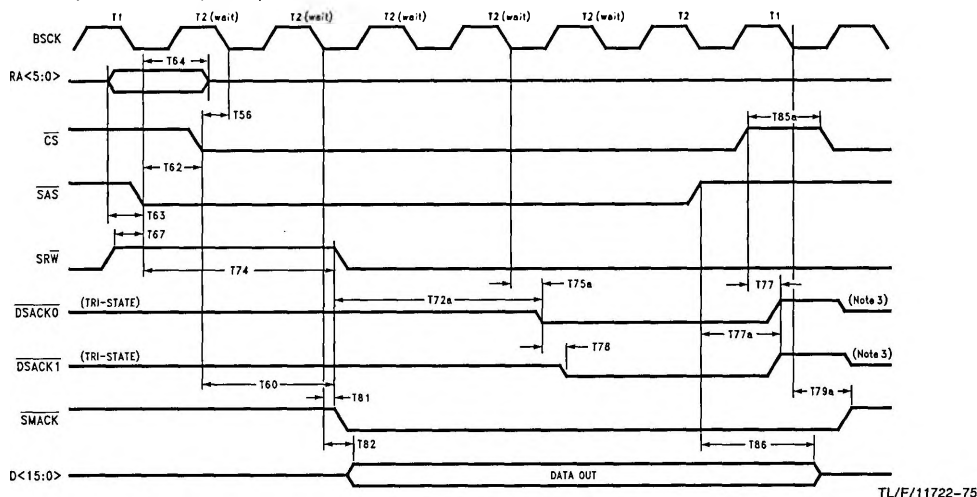 T1 T2 (wait) T2 (wait) T2 (wait) T2 (wait) T2 (wait) T2 T1
BSCK
T64
RA<5:0>
T56
T85a
CS
T62
SAS
T63
T67
SRW
T74
T72a
T75a
T77
DSACK0 (TRI-STATE) (Note 3)
T78
T77a
DSACK1 (TRI-STATE) (Note 3)
T60
T81
T79a
SMACK
T82
T86
D<15:0> DATA OUT
TL/F/11722-75